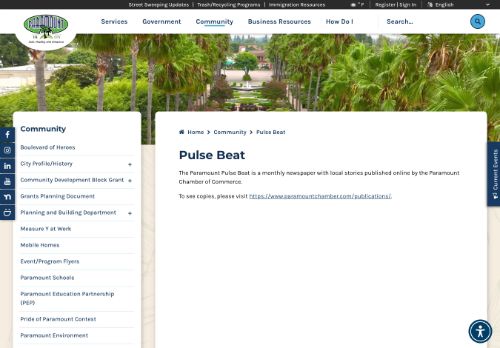 Street Sweeping Updates | Trash/Recycling Programs | Immigration Resources
° F | Register | Sign In | English
PARAMOUNT
Services Government Community Business Resources How Do I Search...
Community
Boulevard of Heroes
City Profile/History +
Community Development Block Grant +
Grants Planning Document
Planning and Building Department +
Measure Y at Work
Mobile Homes
Event/Program Flyers
Paramount Schools
Paramount Education Partnership
(PEP)
Pride of Paramount Contest
Paramount Environment
Home > Community > Pulse Beat
Pulse Beat
The Paramount Pulse Beat is a monthly newspaper with local stories published online by the Paramount
Chamber of Commerce.
To see copies, please visit https://www.paramountchamber.com/publications/.
Current Events